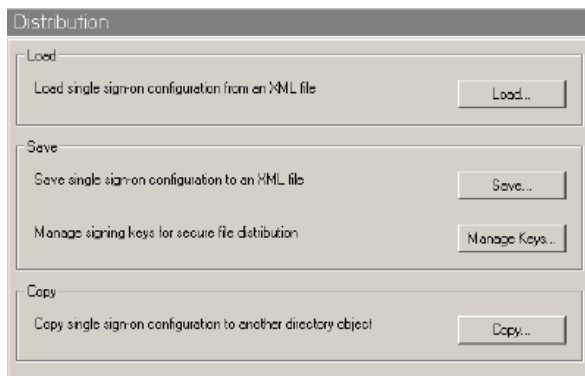 Distribution
Load
Load single sign-on configuration from an XML file
Load...
Save
Save single sign-on configuration to an XML file
Save...
Manage signing keys for secure file distribution
Manage Keys...
Copy
Copy single sign-on configuration to another directory object
Copy...